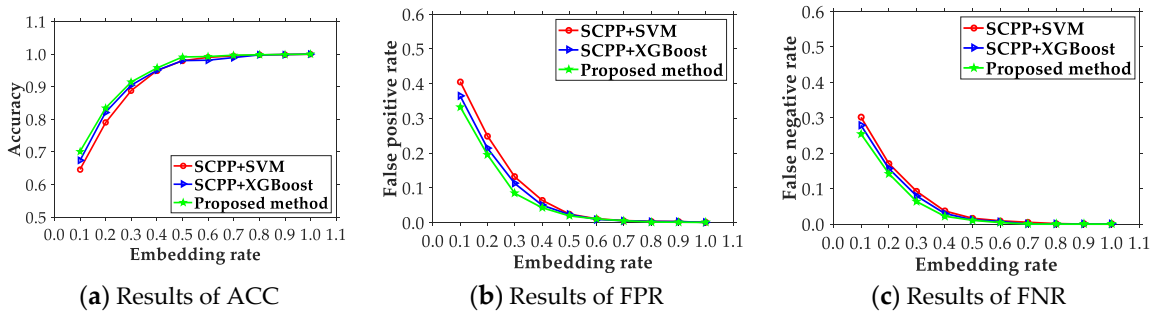 Accuracy
1.1
1.0
0.9
0.8
0.7
0.6
0.5
SCPP+SVM
SCPP+XGBoost
Proposed method
0.0 0.1 0.2 0.3 0.4 0.5 0.6 0.7 0.8 0.9 1.0 1.1
Embedding rate
(a) Results of ACC
False positive rate
0.6
0.5
0.4
0.3
0.2
0.1
0.0
SCPP+SVM
SCPP+XGBoost
Proposed method
0.0 0.1 0.2 0.3 0.4 0.5 0.6 0.7 0.8 0.9 1.0 1.1
Embedding rate
(b) Results of FPR
False negative rate
0.6
0.5
0.4
0.3
0.2
0.1
0.0
SCPP+SVM
SCPP+XGBoost
Proposed method
0.0 0.1 0.2 0.3 0.4 0.5 0.6 0.7 0.8 0.9 1.0 1.1
Embedding rate
(c) Results of FNR